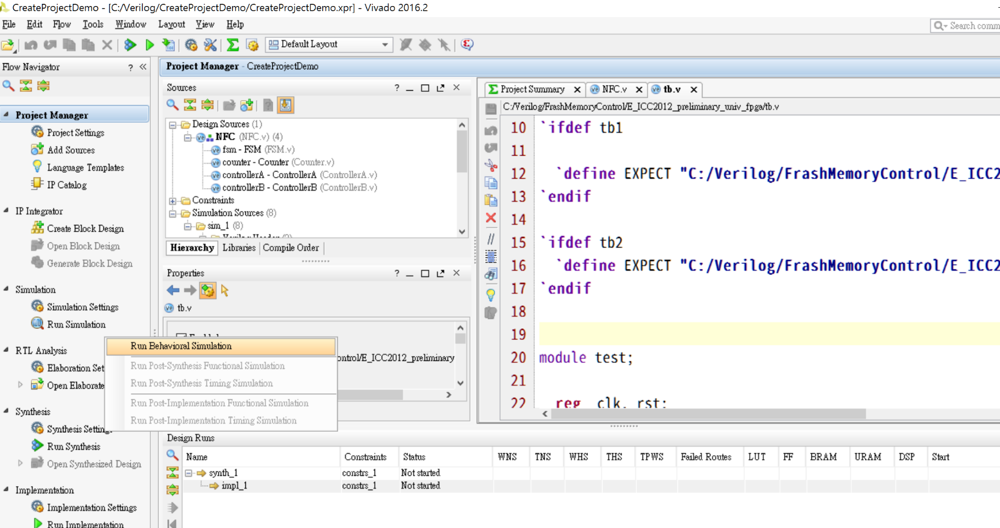 CreateProjectDemo - [C:/Verilog/CreateProjectDemo/CreateProjectDemo.xpr] - Vivado 2016.2
File Edit Flow Tools Window Layout View Help
Search comm
Default Layout
Flow Navigator ? «
Project Manager
Project Settings
Add Sources
Language Templates
IP Catalog
IP Integrator
Create Block Design
Open Block Design
Generate Block Design
Simulation
Simulation Settings
Run Simulation
RTL Analysis
Elaboration Set
Open Elaborate
Synthesis
Synthesis Setting
Run Synthesis
Open Synthesized Design
Implementation
Implementation Settings
Run Implementation
Run Behavioral Simulation
Run Post-Synthesis Functional Simulation
Run Post-Synthesis Timing Simulation
Run Post-Implementation Functional Simulation
Run Post-Implementation Timing Simulation
Project Manager - CreateProjectDemo
Sources
Design Sources (1)
NFC (NFC.v) (4)
fsm - FSM (FSM.v)
counter - Counter (Counter.v)
controllerA - ControllerA (ControllerA.v)
controllerB - ControllerB (ControllerB.v)
Constraints
Simulation Sources (8)
sim_1 (8)
Hierarchy Libraries Compile Order
Properties
tb.v
ontrol/E_ICC2012_preliminary
Project Summary NFC.v tb.v
C:/Verilog/FrashMemoryControl/E_ICC2012_preliminary_univ_fpga/tb.v
10 `ifdef tb1
11
12 `define EXPECT "C:/Verilog/FrashMemoryControl/E_ICC2
13 `endif
14
15 `ifdef tb2
16 `define EXPECT "C:/Verilog/FrashMemoryControl/E_ICC2
17 `endif
18
19
20 module test;
21
22 reg clk, rst;
Design Runs
Name Constraints Status WNS TNS WHS THS TPWS Failed Routes LUT FF BRAM URAM DSP Start
synth_1 constrs_1 Not started
impl_1 constrs_1 Not started